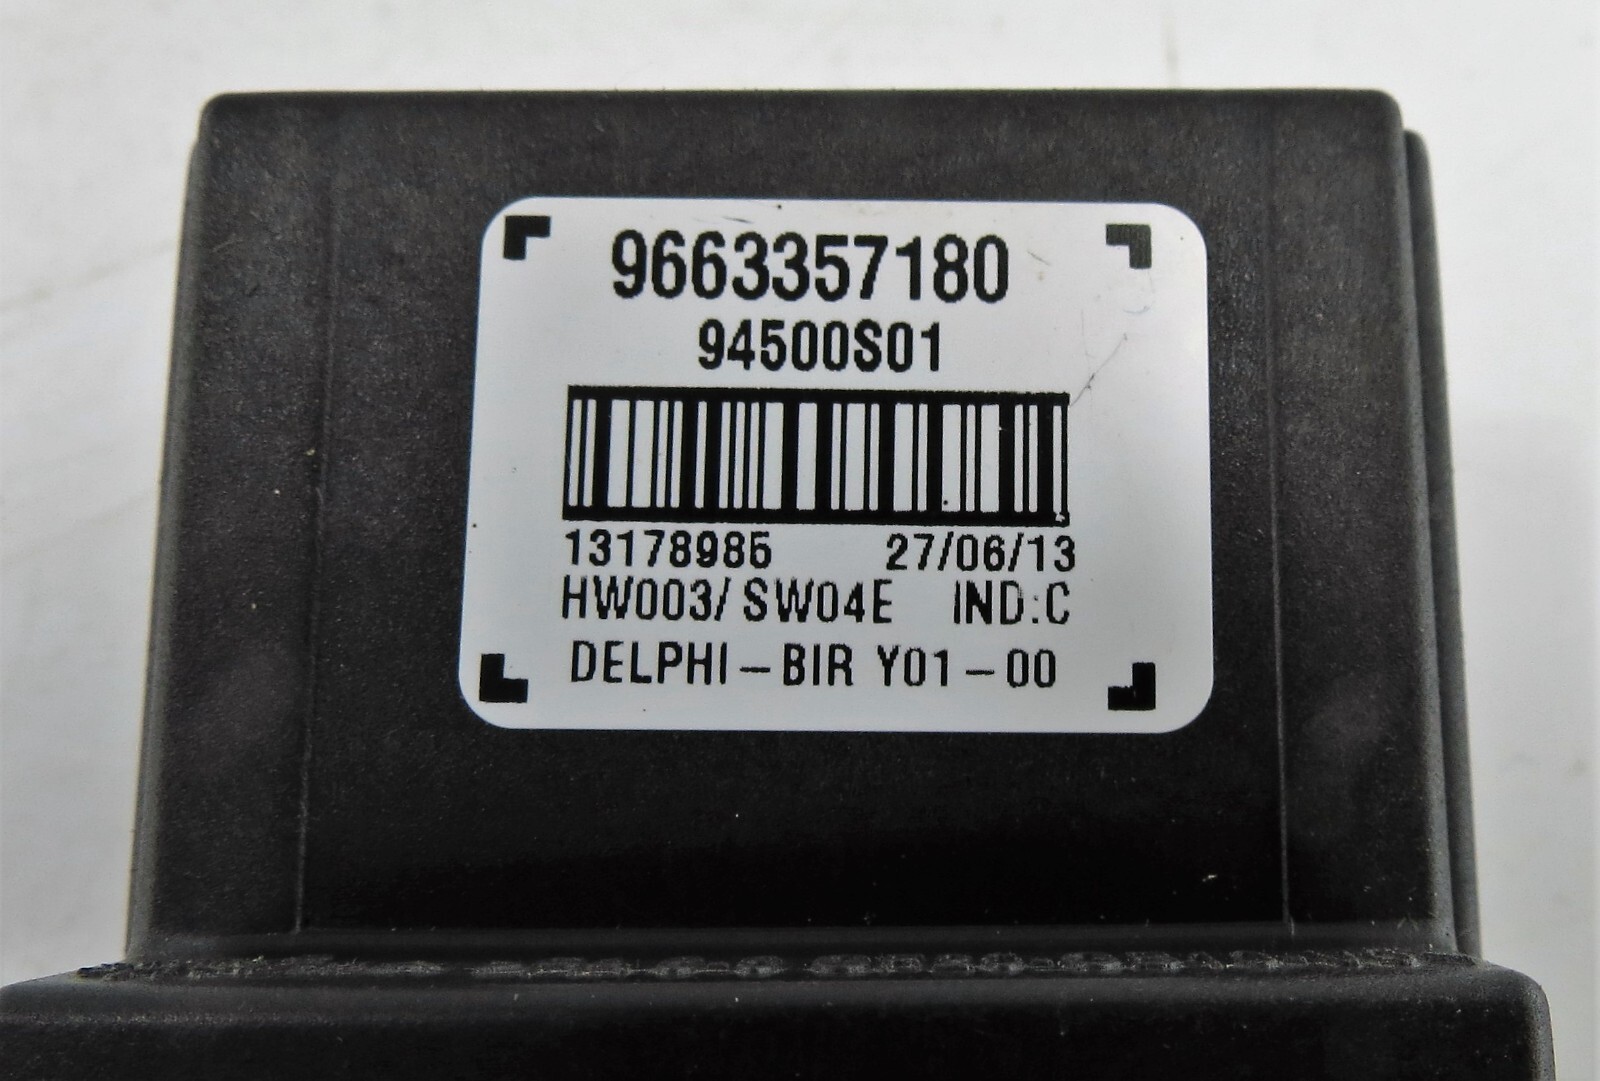 9663357180
94500S01
13178985 27/06/13
HW003/SW04E IND:C
DELPHI-BIR Y01-00